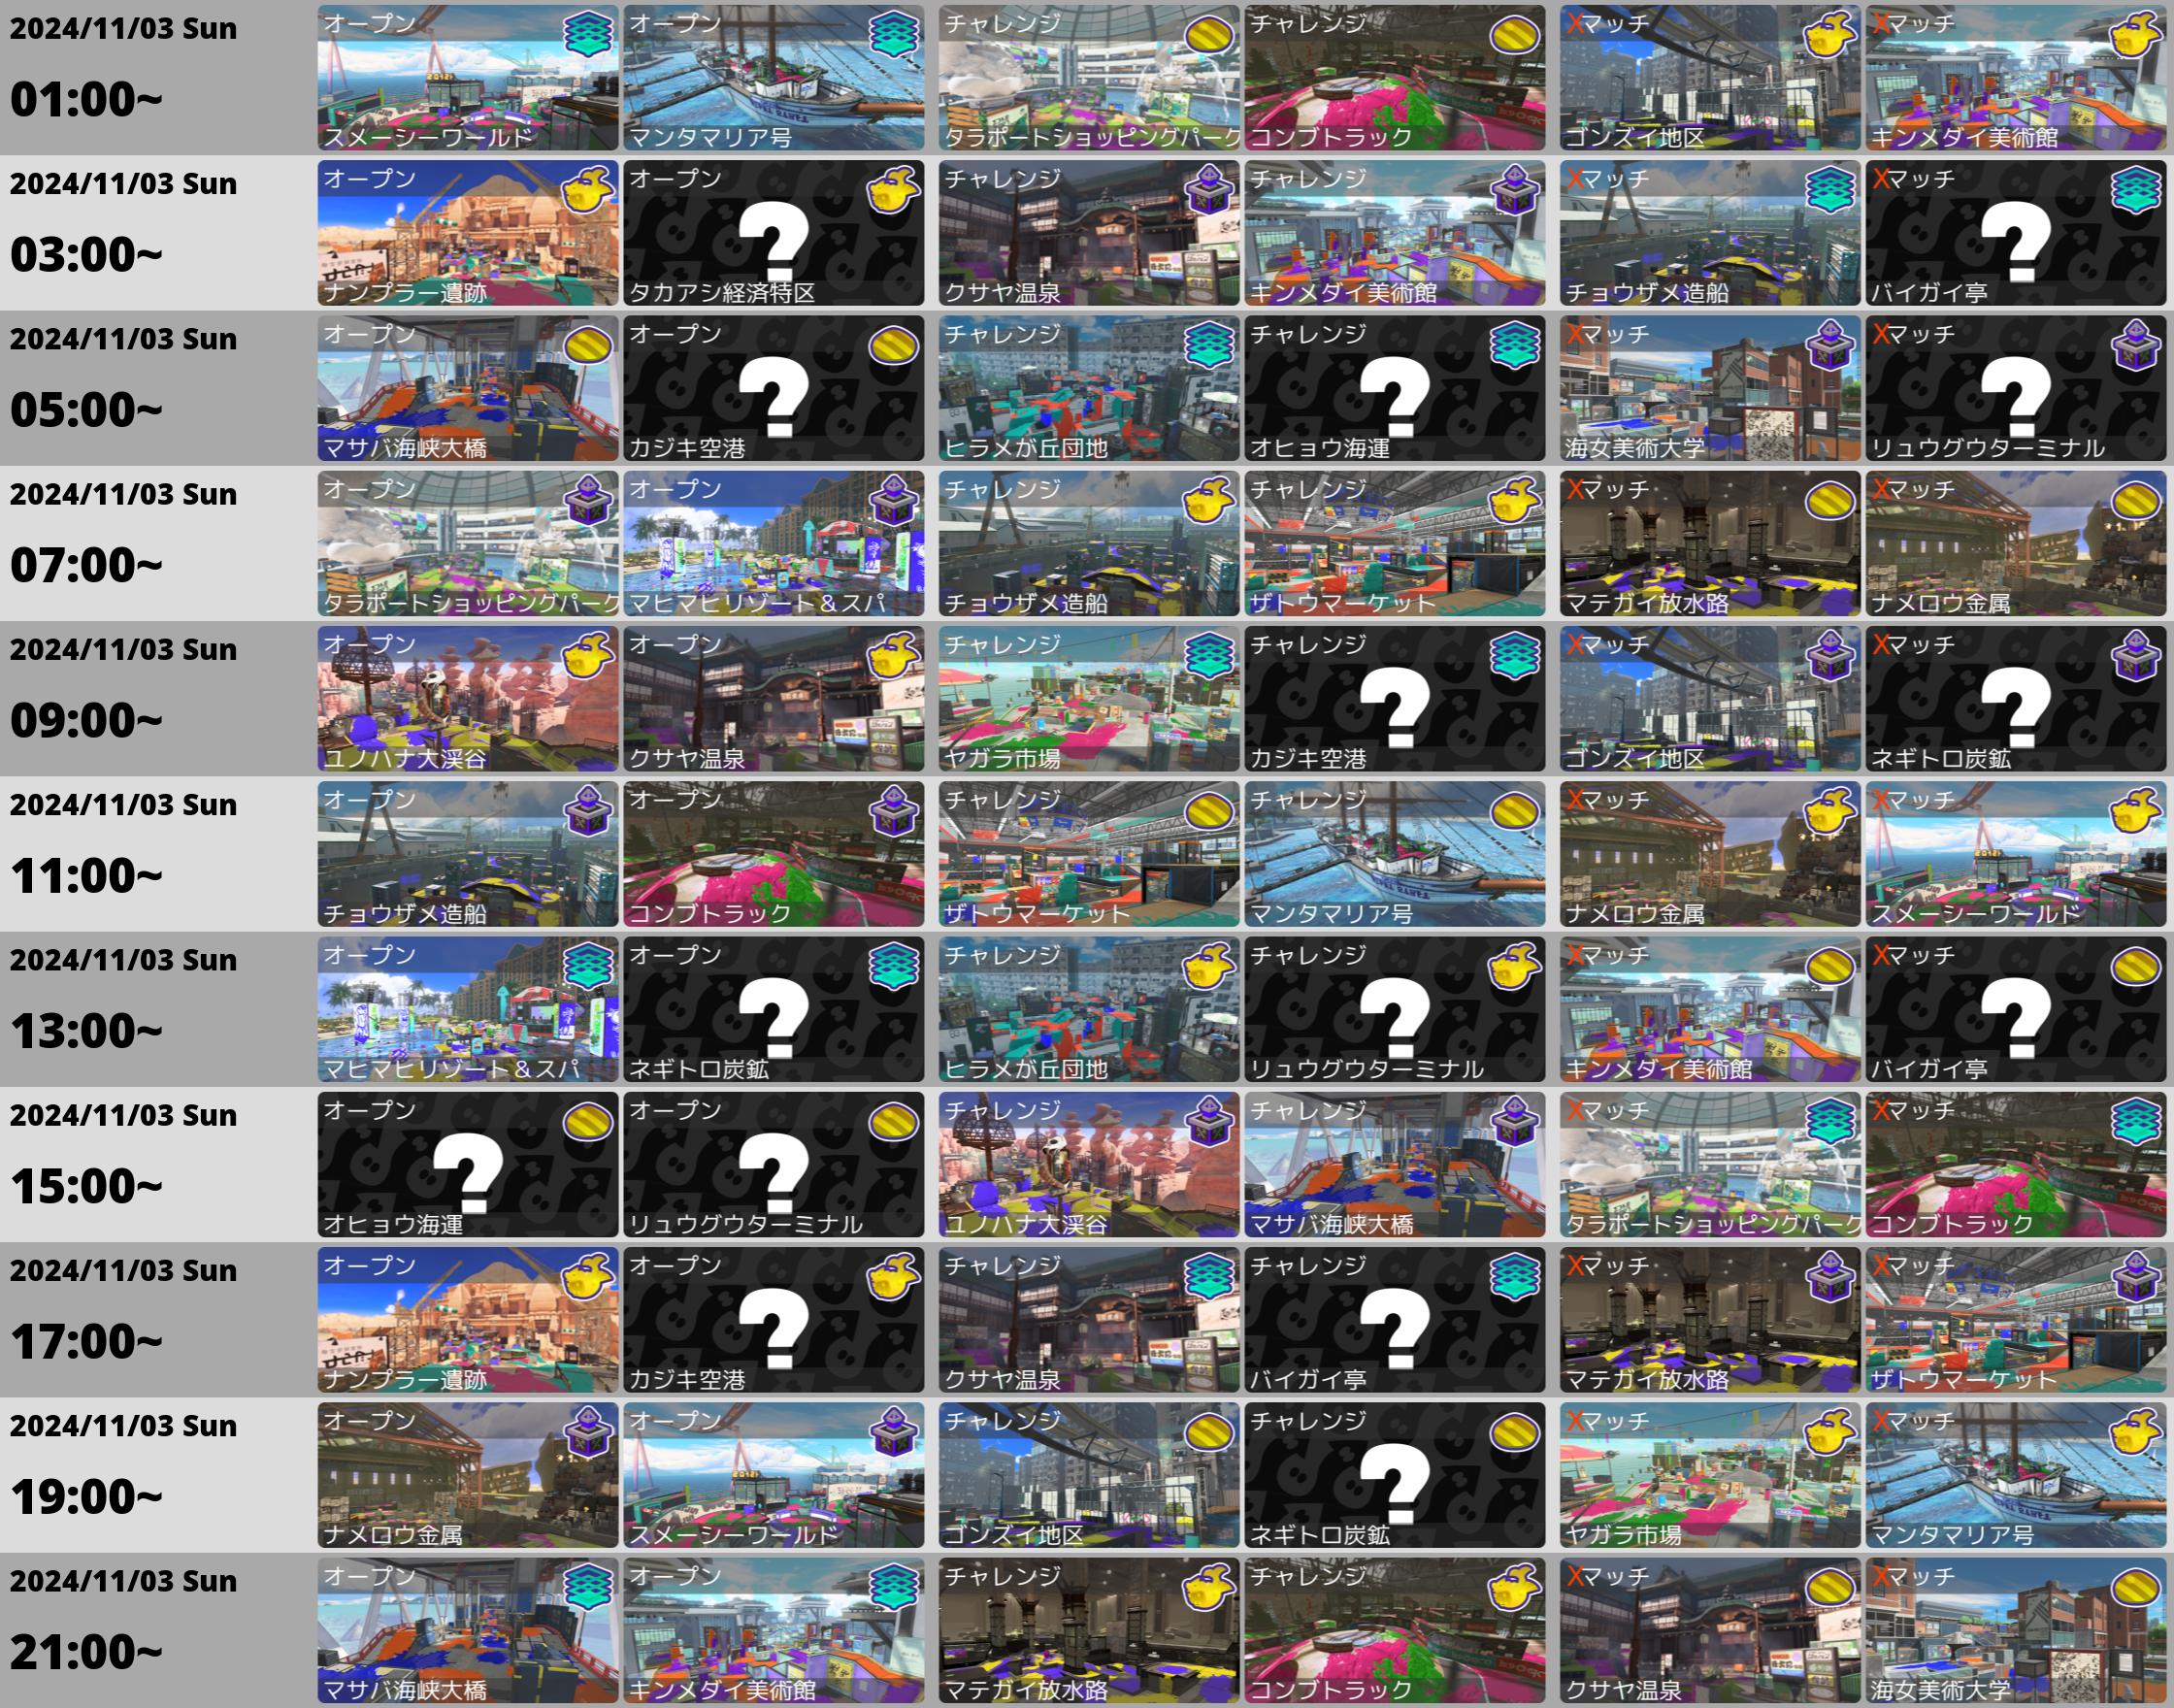 2024/11/03 Sun
01:00~
オープン
スメーシーワールド
オープン
マンタマリア号
チャレンジ
タラポートショッピングパーク
チャレンジ
コンブトラック
Xマッチ
ゴンズイ地区
Xマッチ
キンメダイ美術館
2024/11/03 Sun
03:00~
オープン
ナンプラー遺跡
オープン
タカアシ経済特区
チャレンジ
クサヤ温泉
チャレンジ
キンメダイ美術館
Xマッチ
チョウザメ造船
Xマッチ
バイガイ亭
2024/11/03 Sun
05:00~
オープン
マサバ海峡大橋
オープン
カジキ空港
チャレンジ
ヒラメが丘団地
チャレンジ
オヒョウ海運
Xマッチ
海女美術大学
Xマッチ
リュウグウターミナル
2024/11/03 Sun
07:00~
オープン
タラポートショッピングパーク
オープン
マヒマヒリゾート＆スパ
チャレンジ
チョウザメ造船
チャレンジ
ザトウマーケット
Xマッチ
マテガイ放水路
Xマッチ
ナメロウ金属
2024/11/03 Sun
09:00~
オープン
ユノハナ大渓谷
オープン
クサヤ温泉
チャレンジ
ヤガラ市場
チャレンジ
カジキ空港
Xマッチ
ゴンズイ地区
Xマッチ
ネギトロ炭鉱
2024/11/03 Sun
11:00~
オープン
チョウザメ造船
オープン
コンブトラック
チャレンジ
ザトウマーケット
チャレンジ
マンタマリア号
Xマッチ
ナメロウ金属
Xマッチ
スメーシーワールド
2024/11/03 Sun
13:00~
オープン
マヒマヒリゾート＆スパ
オープン
ネギトロ炭鉱
チャレンジ
ヒラメが丘団地
チャレンジ
リュウグウターミナル
Xマッチ
キンメダイ美術館
Xマッチ
バイガイ亭
2024/11/03 Sun
15:00~
オープン
オヒョウ海運
オープン
リュウグウターミナル
チャレンジ
ユノハナ大渓谷
チャレンジ
マサバ海峡大橋
Xマッチ
タラポートショッピングパーク
Xマッチ
コンブトラック
2024/11/03 Sun
17:00~
オープン
ナンプラー遺跡
オープン
カジキ空港
チャレンジ
クサヤ温泉
チャレンジ
バイガイ亭
Xマッチ
マテガイ放水路
Xマッチ
ザトウマーケット
2024/11/03 Sun
19:00~
オープン
ナメロウ金属
オープン
スメーシーワールド
チャレンジ
ゴンズイ地区
チャレンジ
ネギトロ炭鉱
Xマッチ
ヤガラ市場
Xマッチ
マンタマリア号
2024/11/03 Sun
21:00~
オープン
マサバ海峡大橋
オープン
キンメダイ美術館
チャレンジ
マテガイ放水路
チャレンジ
コンブトラック
Xマッチ
クサヤ温泉
Xマッチ
海女美術大学